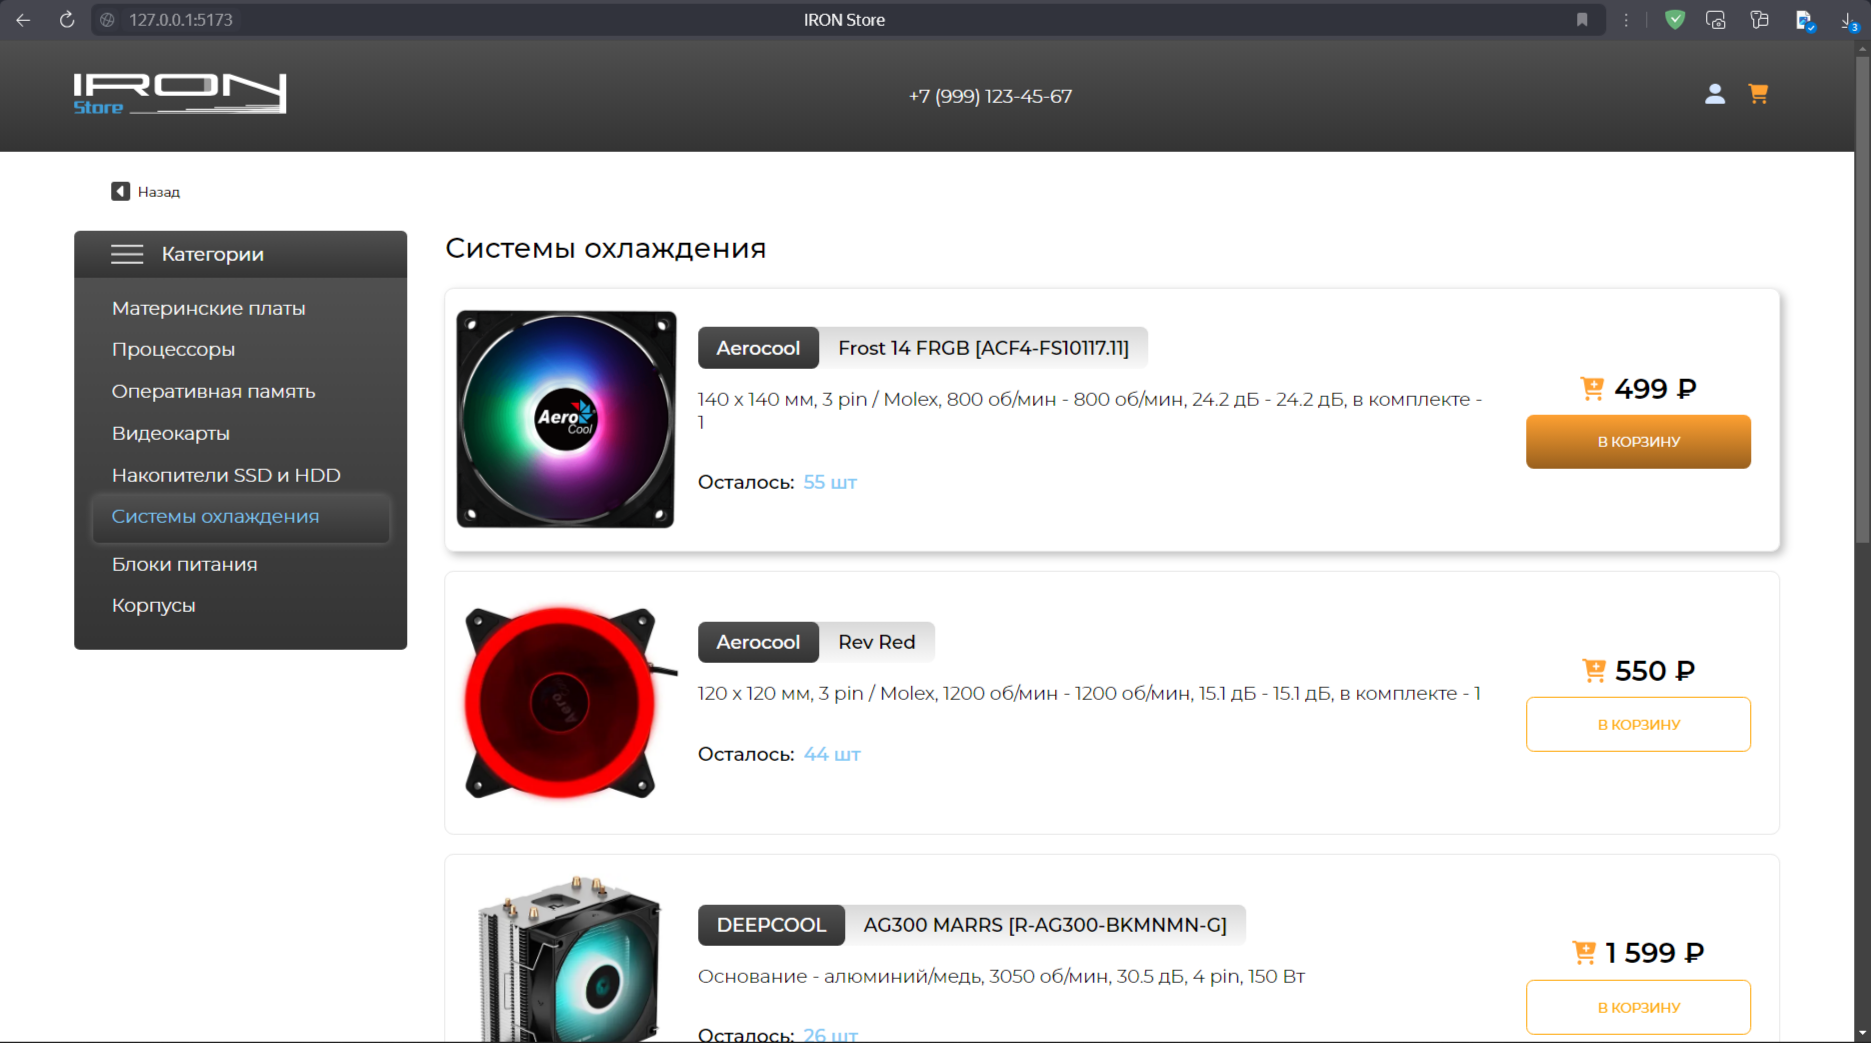 127.0.0.1:5173
IRON Store
3
IRON
Store
+7 (999) 123-45-67
Назад
Категории
Материнские платы
Процессоры
Оперативная память
Видеокарты
Накопители SSD и HDD
Системы охлаждения
Блоки питания
Корпусы
Системы охлаждения
Aero
Cool
Aerocool
Frost 14 FRGB [ACF4-FS10117.11]
140 x 140 мм, 3 pin / Molex, 800 об/мин - 800 об/мин, 24.2 дБ - 24.2 дБ, в комплекте -
1
Осталось: 55 шт
499 ₽
В КОРЗИНУ
Aerocool
Rev Red
120 x 120 мм, 3 pin / Molex, 1200 об/мин - 1200 об/мин, 15.1 дБ - 15.1 дБ, в комплекте - 1
Осталось: 44 шт
550 ₽
В КОРЗИНУ
DEEPCOOL
AG300 MARRS [R-AG300-BKMNMN-G]
Основание - алюминий/медь, 3050 об/мин, 30.5 дБ, 4 pin, 150 Вт
Осталось: 26 шт
1 599 ₽
В КОРЗИНУ